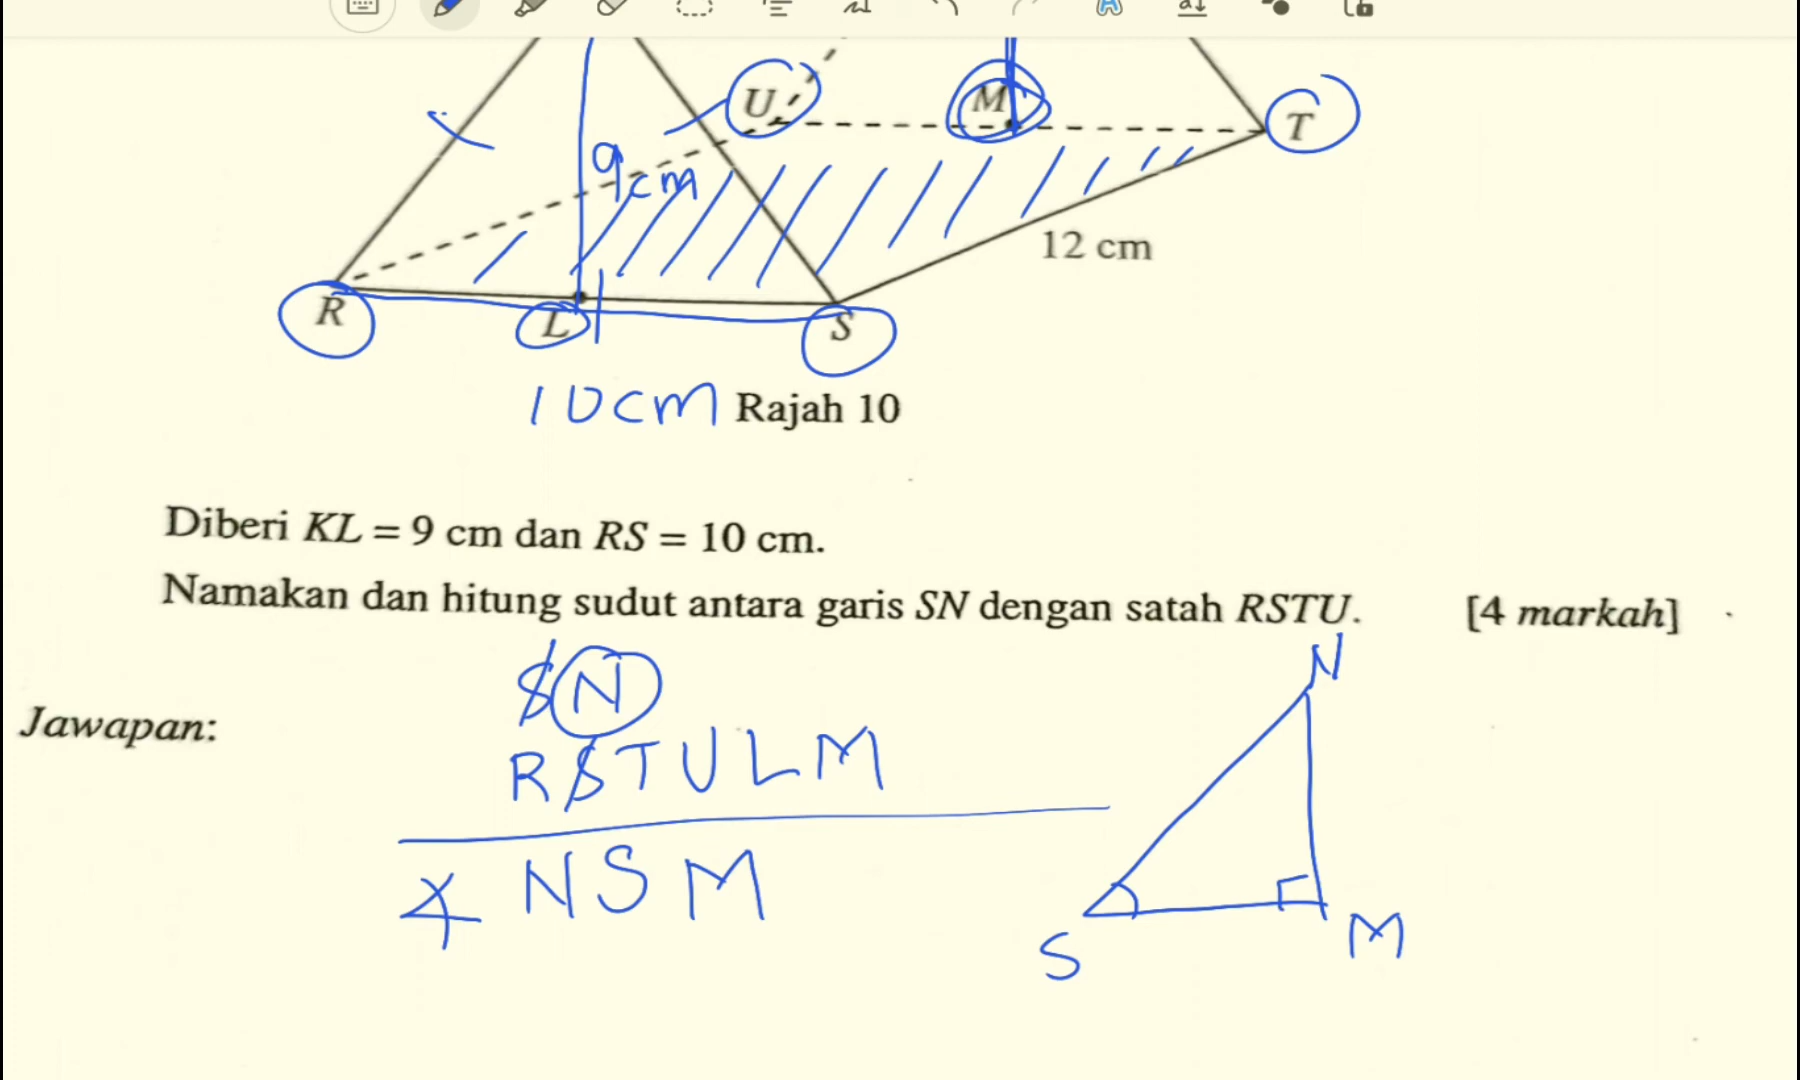 U
M
T
9cm
12 cm
R
L
S
10cm
Rajah 10
Diberi KL = 9 cm dan RS = 10 cm.
Namakan dan hitung sudut antara garis SN dengan satah RSTU. [4 markah]
SN
N
Jawapan:
RSTULM
∡ NSM
S
M